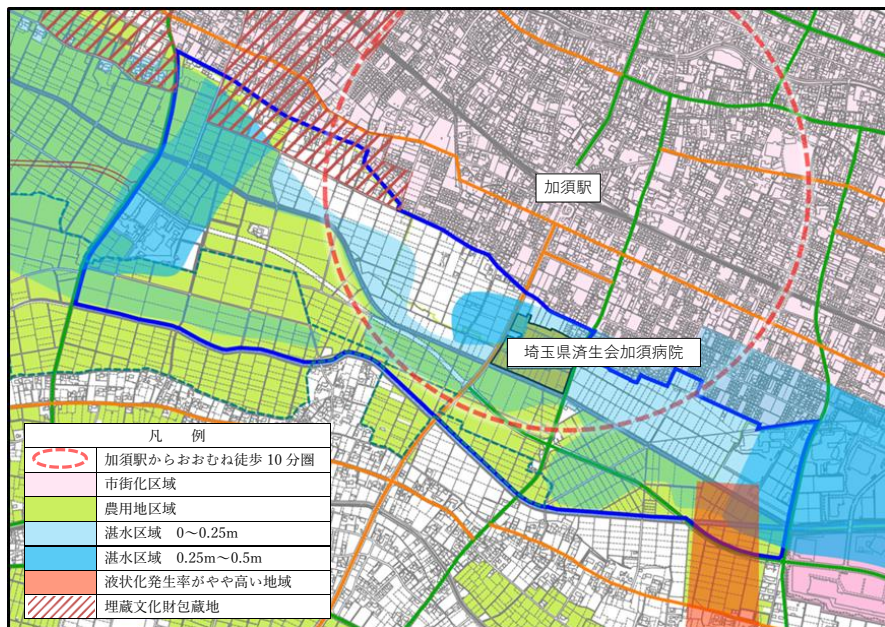 加須駅
埼玉県済生会加須病院
凡　例
加須駅からおおむね徒歩 10 分圏
市街化区域
農用地区域
湛水区域　0～0.25m
湛水区域　0.25m～0.5m
液状化発生率がやや高い地域
埋蔵文化財包蔵地